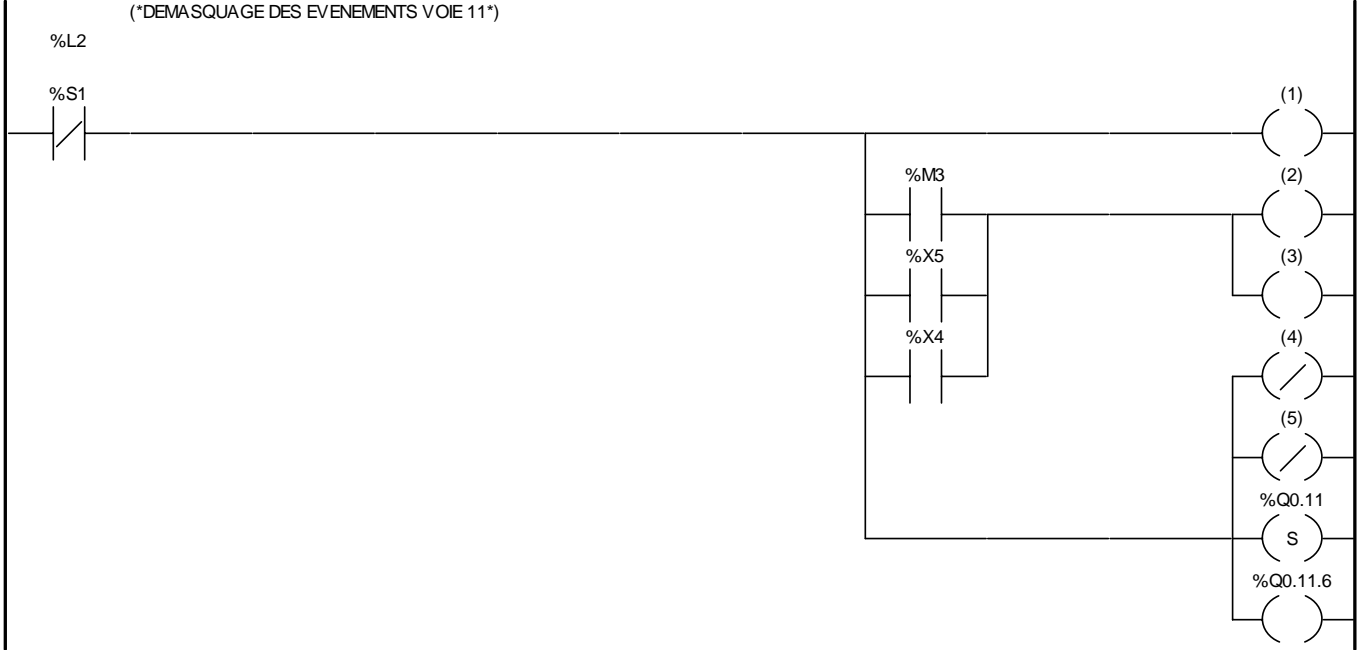 (*DEMASQUAGE DES EVENEMENTS VOIE 11*)
%L2
%S1
(1)
%M3
(2)
%X5
(3)
%X4
(4)
(5)
%Q0.11
S
%Q0.11.6